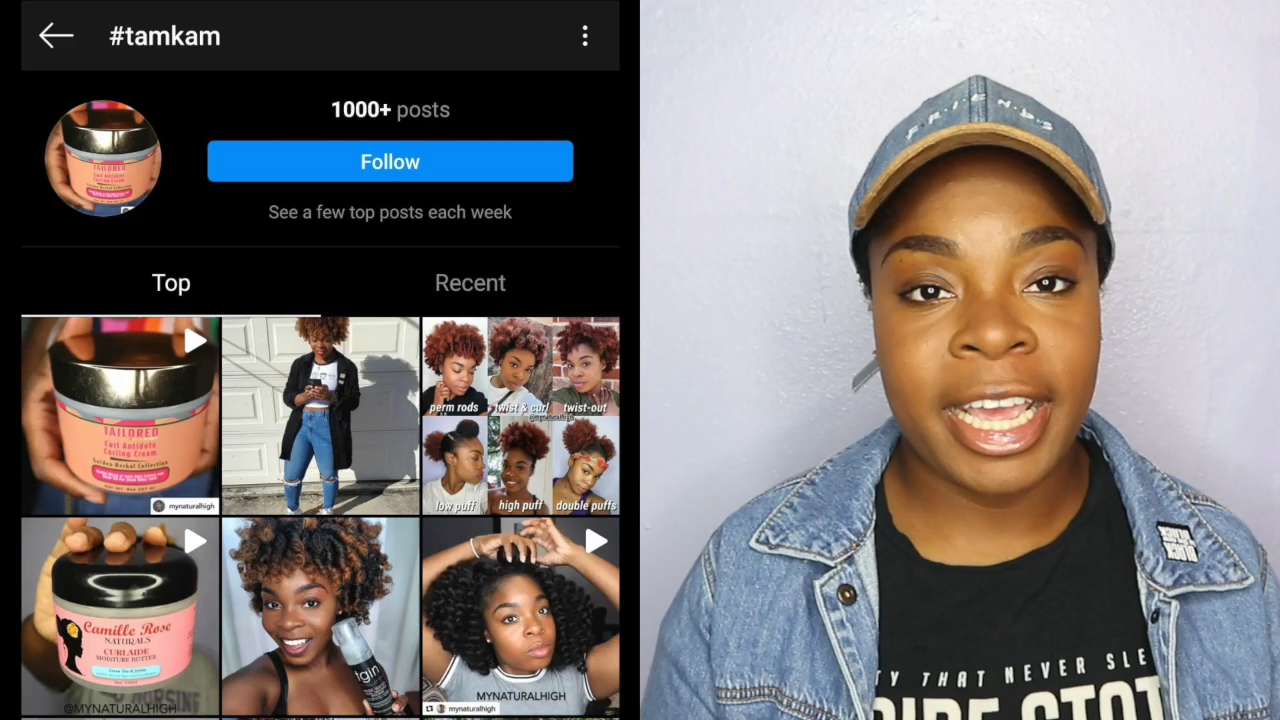 #tamkam
1000+ posts
Follow
See a few top posts each week
Top
Recent
TAILORED
Curl Antidote
Curling Cream
Golden Herbal Collection
mynaturalhigh
perm rods
twist & curl
twist-out
low puff
high puff
double puffs
Camille Rose
NATURALS
CURLAIDE
MOISTURE BUTTER
@MYNATURALHIGH
tgin
MYNATURALHIGH
mynaturalhigh
F·R·I·E·N·D·S
TY THAT NEVER SLE